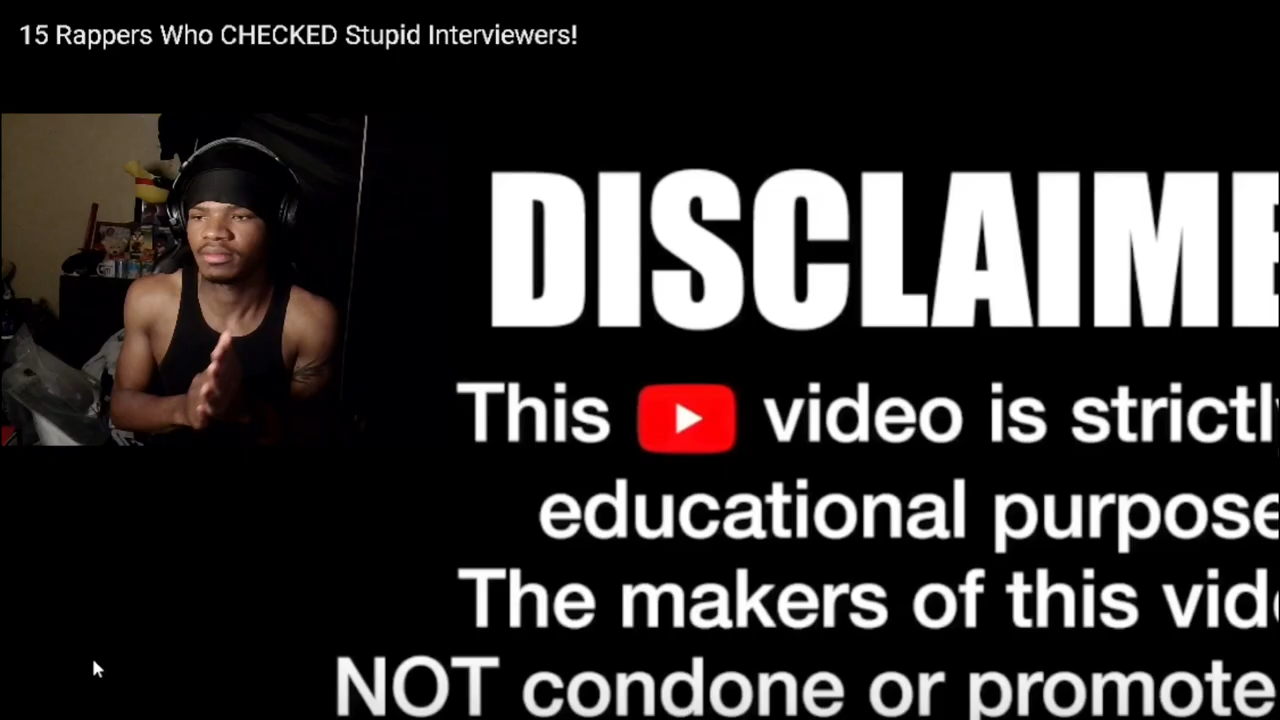 15 Rappers Who CHECKED Stupid Interviewers!
DISCLAIME
This video is strictly
educational purpose
The makers of this vid
NOT condone or promote